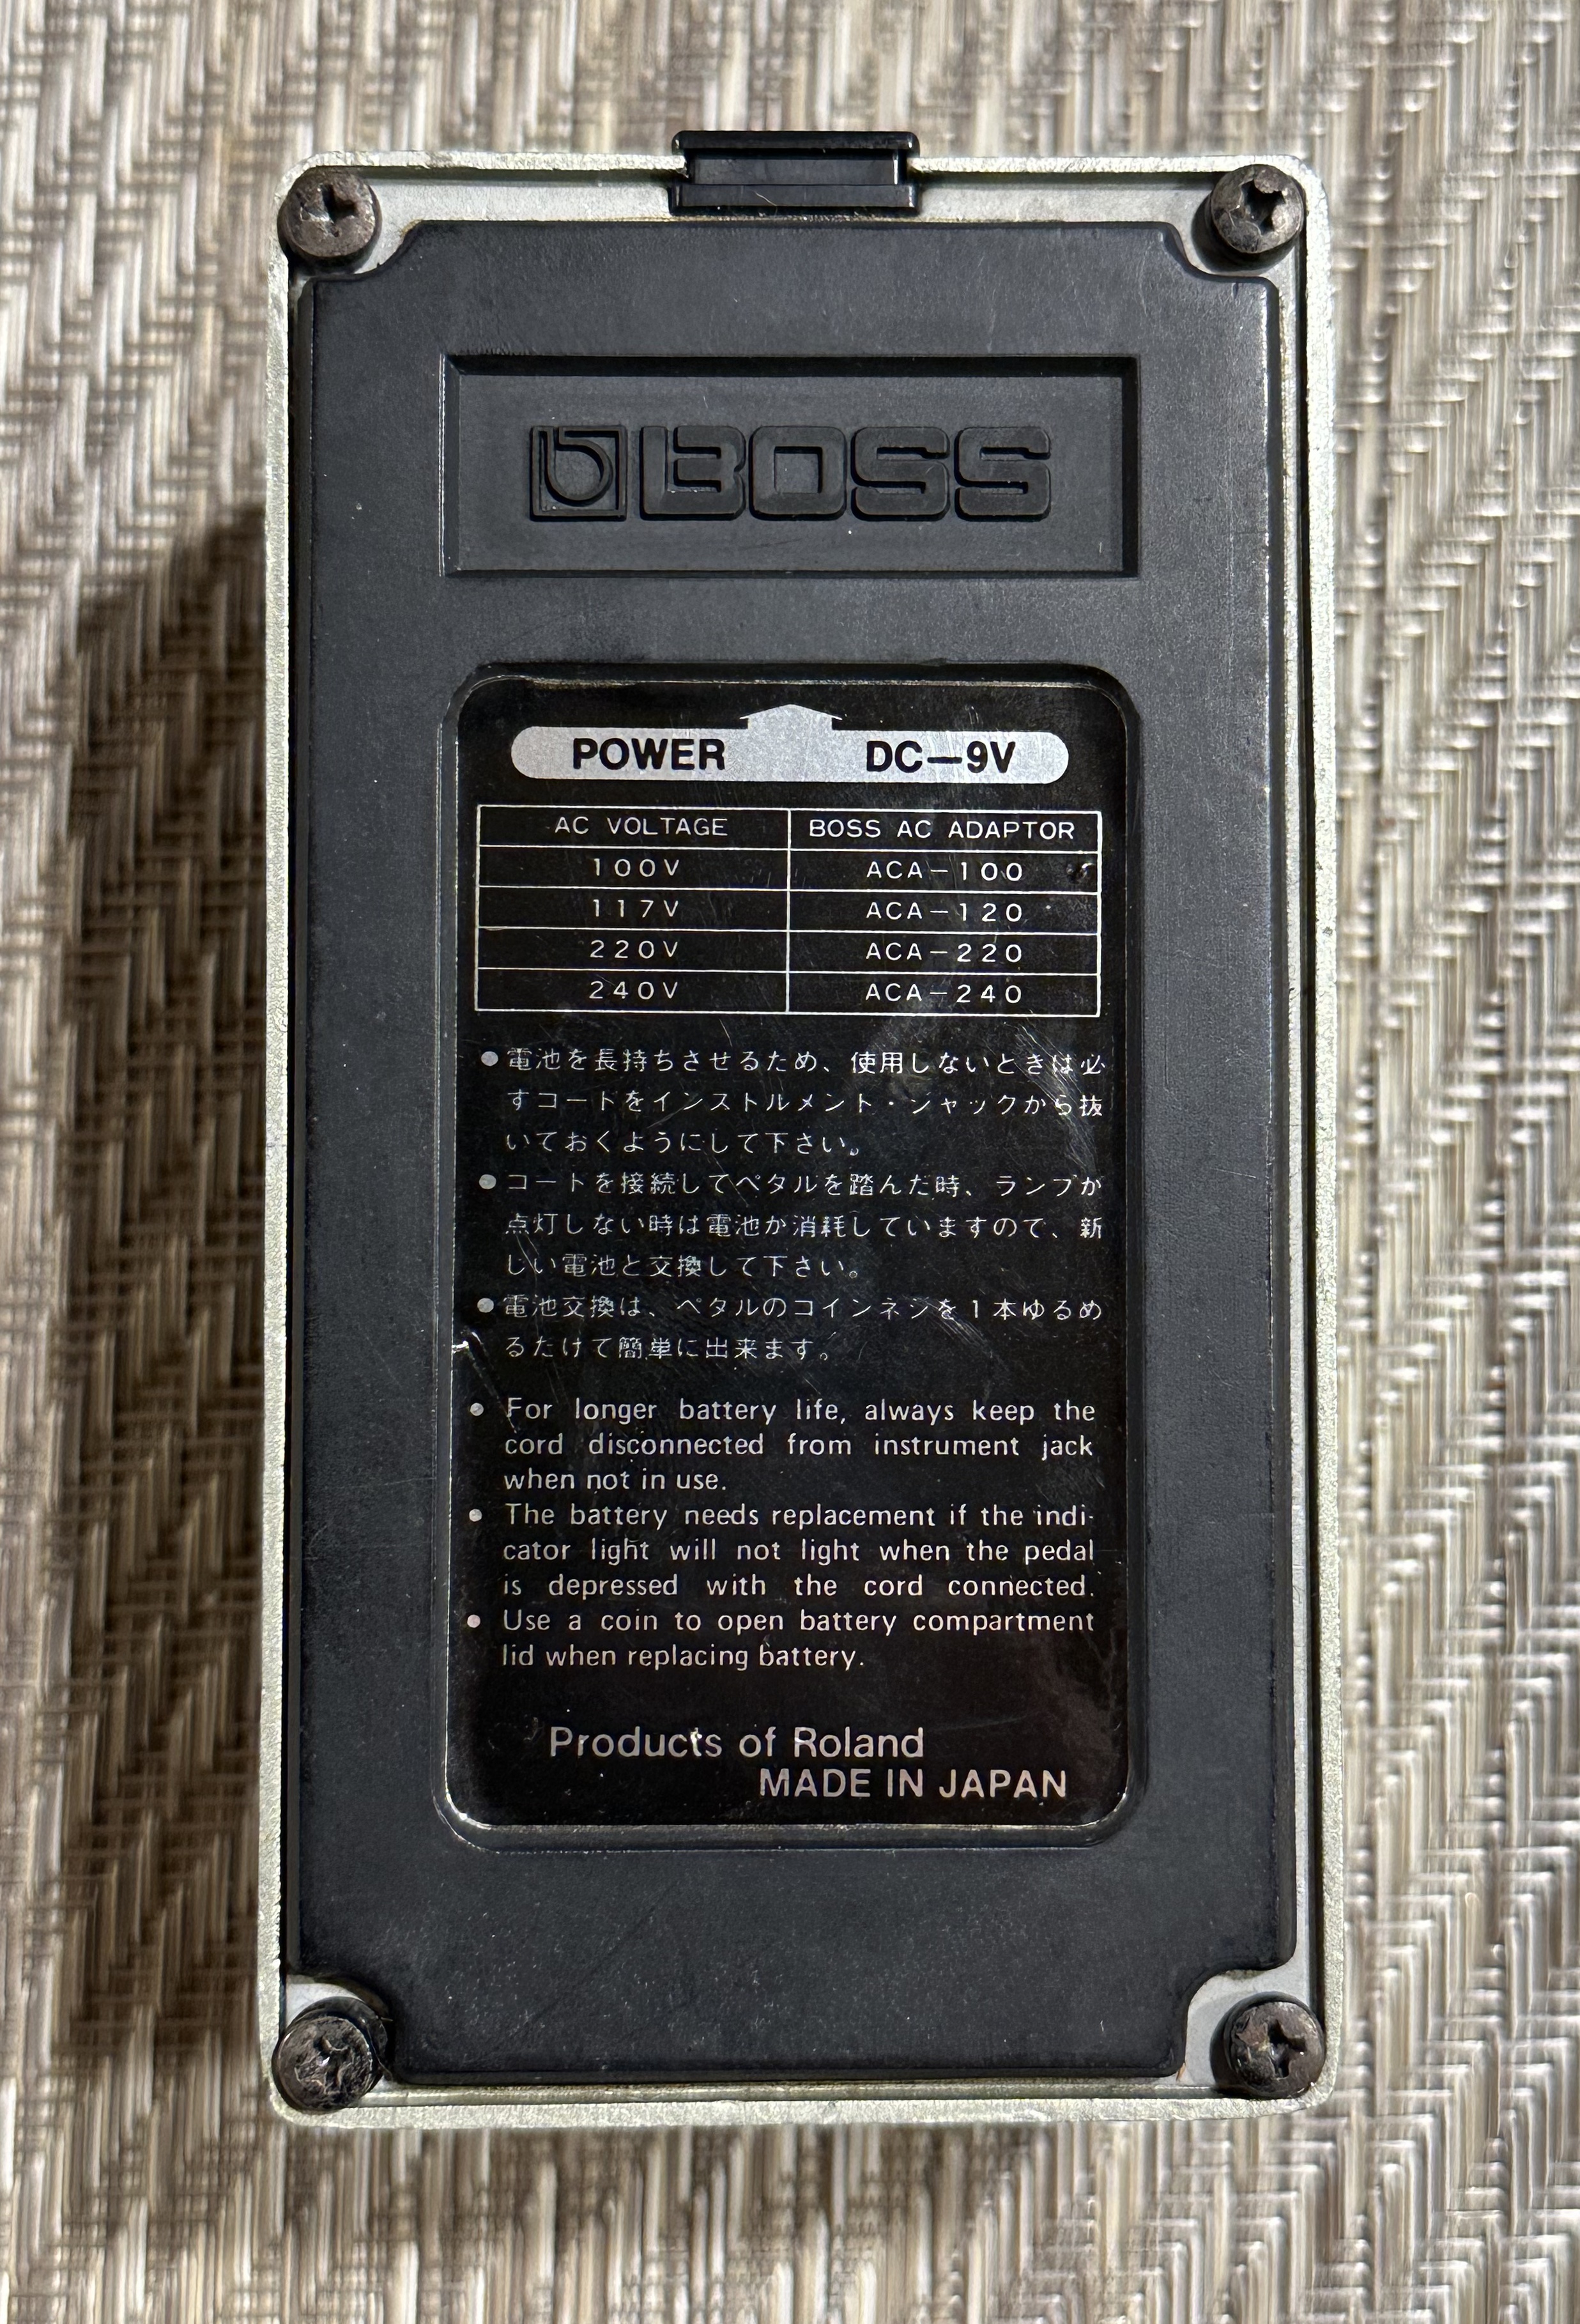 BOSS
POWER DC—9V
AC VOLTAGE BOSS AC ADAPTOR
100V ACA—100
117V ACA—120
220V ACA—220
240V ACA—240
●電池を長持ちさせるため、使用しないときは必
ずコードをインストルメント・ジャックから抜
いておくようにして下さい。
●コードを接続してペダルを踏んだ時、ランプが
点灯しない時は電池が消耗していますので、新
しい電池と交換して下さい。
●電池交換は、ペダルのコインネジを1本ゆるめ
るだけで簡単に出来ます。
● For longer battery life, always keep the
cord disconnected from instrument jack
when not in use.
● The battery needs replacement if the indi-
cator light will not light when the pedal
is depressed with the cord connected.
● Use a coin to open battery compartment
lid when replacing battery.
Products of Roland
MADE IN JAPAN